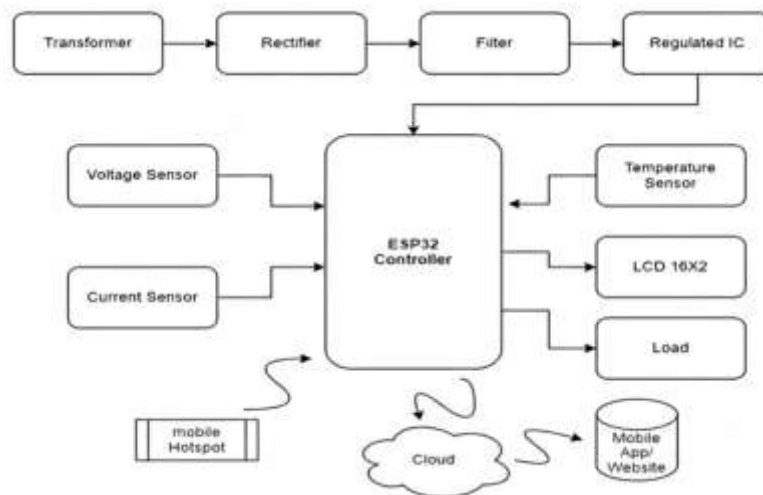 Transformer
Rectifier
Filter
Regulated IC
Voltage Sensor
Temperature
Sensor
ESP32
Controller
LCD 16X2
Current Sensor
Load
mobile
Hotspot
Cloud
Mobile
App/
Website